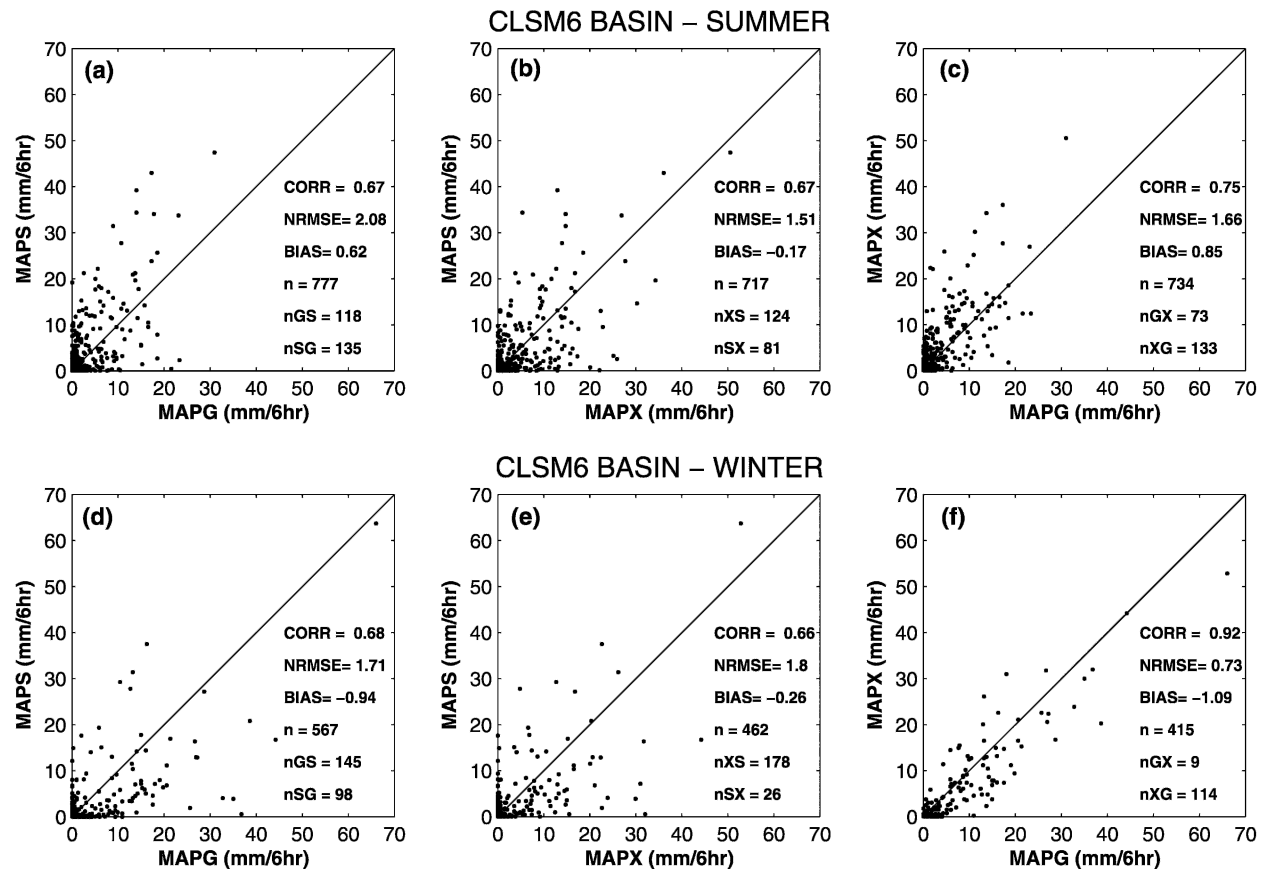 CLSM6 BASIN – SUMMER
(a)
MAPS (mm/6hr)
70
60
50
40
30
20
10
0
CORR = 0.67
NRMSE= 2.08
BIAS= 0.62
n = 777
nGS = 118
nSG = 135
0 10 20 30 40 50 60 70
MAPG (mm/6hr)
(b)
MAPS (mm/6hr)
70
60
50
40
30
20
10
0
CORR = 0.67
NRMSE= 1.51
BIAS= −0.17
n = 717
nXS = 124
nSX = 81
0 10 20 30 40 50 60 70
MAPX (mm/6hr)
(c)
MAPX (mm/6hr)
70
60
50
40
30
20
10
0
CORR = 0.75
NRMSE= 1.66
BIAS= 0.85
n = 734
nGX = 73
nXG = 133
0 10 20 30 40 50 60 70
MAPG (mm/6hr)
CLSM6 BASIN – WINTER
(d)
MAPS (mm/6hr)
70
60
50
40
30
20
10
0
CORR = 0.68
NRMSE= 1.71
BIAS= −0.94
n = 567
nGS = 145
nSG = 98
0 10 20 30 40 50 60 70
MAPG (mm/6hr)
(e)
MAPS (mm/6hr)
70
60
50
40
30
20
10
0
CORR = 0.66
NRMSE= 1.8
BIAS= −0.26
n = 462
nXS = 178
nSX = 26
0 10 20 30 40 50 60 70
MAPX (mm/6hr)
(f)
MAPX (mm/6hr)
70
60
50
40
30
20
10
0
CORR = 0.92
NRMSE= 0.73
BIAS= −1.09
n = 415
nGX = 9
nXG = 114
0 10 20 30 40 50 60 70
MAPG (mm/6hr)